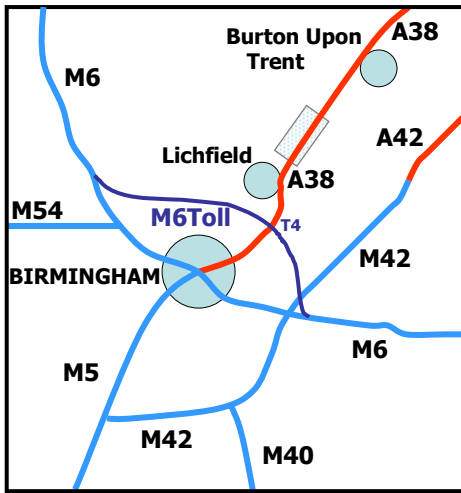 Burton Upon
Trent
A38
M6
A42
Lichfield
A38
M54
M6Toll
T4
M42
BIRMINGHAM
M6
M5
M42
M40